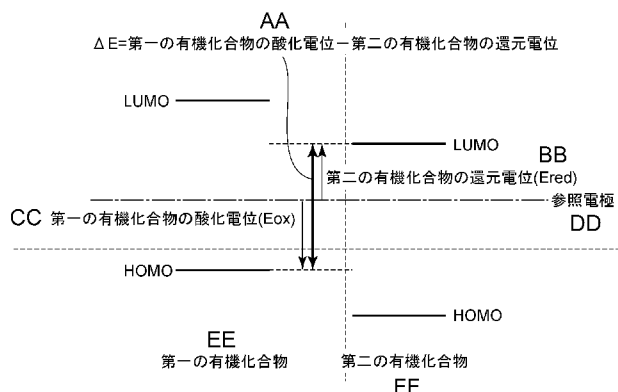 AA
ΔE=第一の有機化合物の酸化電位－第二の有機化合物の還元電位
LUMO
LUMO
BB
第二の有機化合物の還元電位(Ered)
参照電極
CC 第一の有機化合物の酸化電位(Eox)
DD
HOMO
HOMO
EE
第一の有機化合物
第二の有機化合物
FF